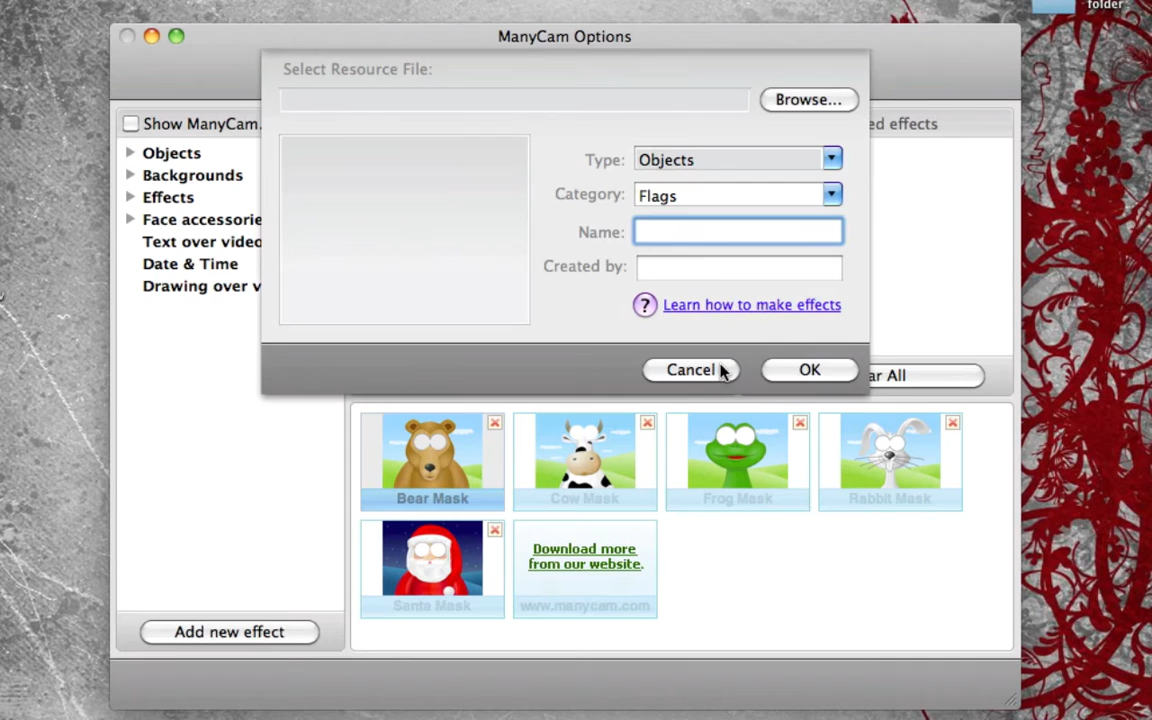 folder
ManyCam Options
Select Resource File:
Browse...
Show ManyCam.
ed effects
Objects
Type:
Objects
Backgrounds
Category:
Flags
Effects
Face accessorie
Name:
Text over video
Date & Time
Created by:
Drawing over v
? Learn how to make effects
Cancel
OK
ar All
Bear Mask
Cow Mask
Frog Mask
Rabbit Mask
Download more
from our website.
Santa Mask
www.manycam.com
Add new effect